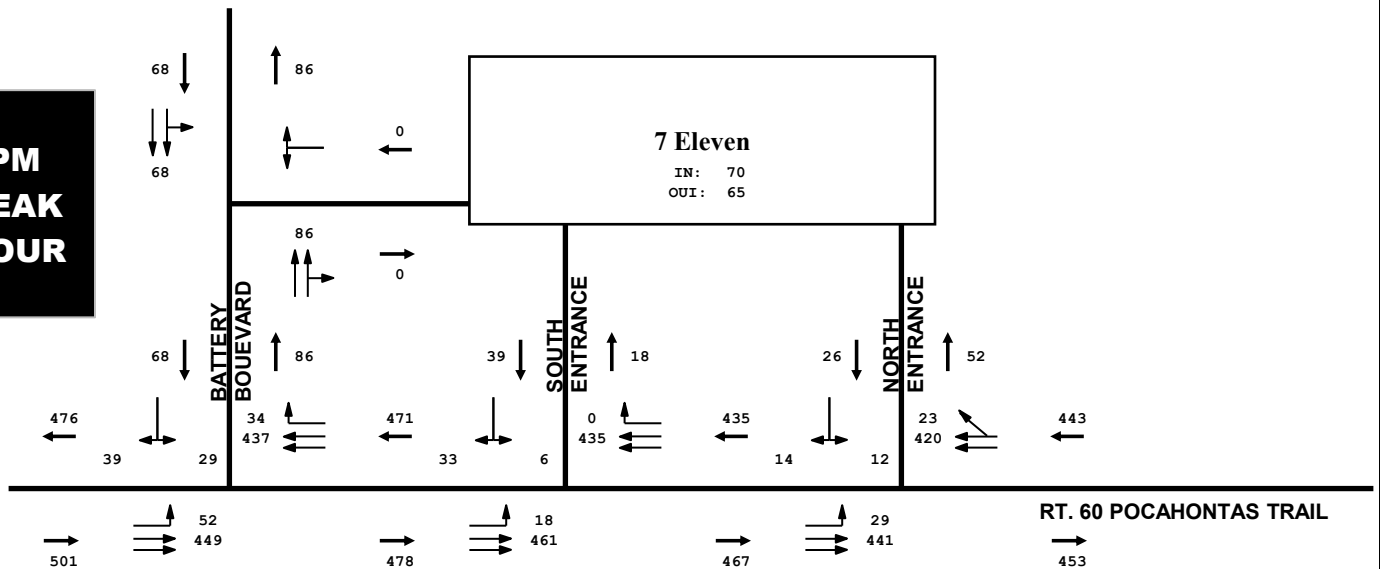 68
86
68
0
7 Eleven
IN: 70
OUI: 65
PM
EAK
OUR
86
0
BATTERY
BOUEVARD
SOUTH
ENTRANCE
NORTH
ENTRANCE
68
86
39
18
26
52
476
34
437
471
0
435
435
23
420
443
39
29
33
6
14
12
RT. 60 POCAHONTAS TRAIL
501
52
449
478
18
461
467
29
441
453